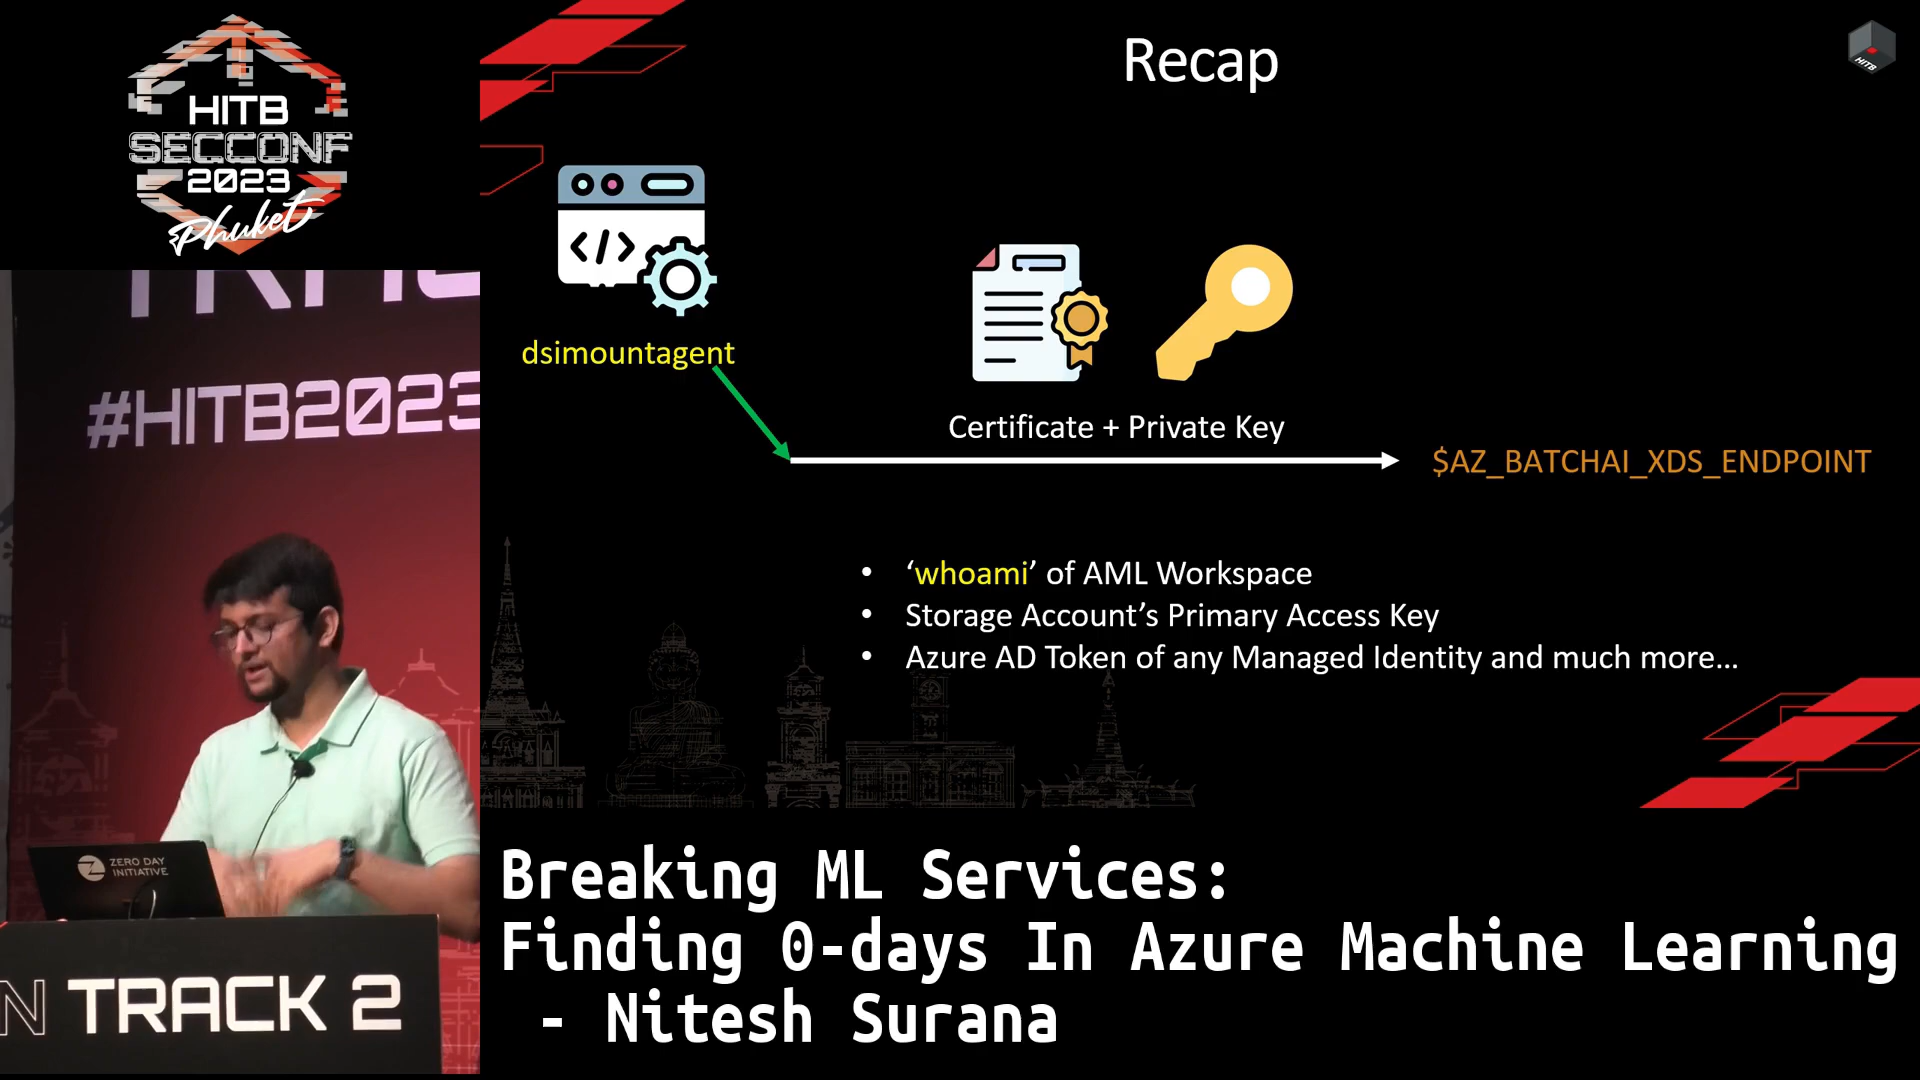 HITB
SECCONF
2023
Phuket
#HITB2023
ZERO DAY
INITIATIVE
TRACK 2
Recap
HITB
</>
dsimountagent
Certificate + Private Key
$AZ_BATCHAI_XDS_ENDPOINT
• ‘whoami’ of AML Workspace
• Storage Account’s Primary Access Key
• Azure AD Token of any Managed Identity and much more...
Breaking ML Services:
Finding 0-days In Azure Machine Learning
- Nitesh Surana